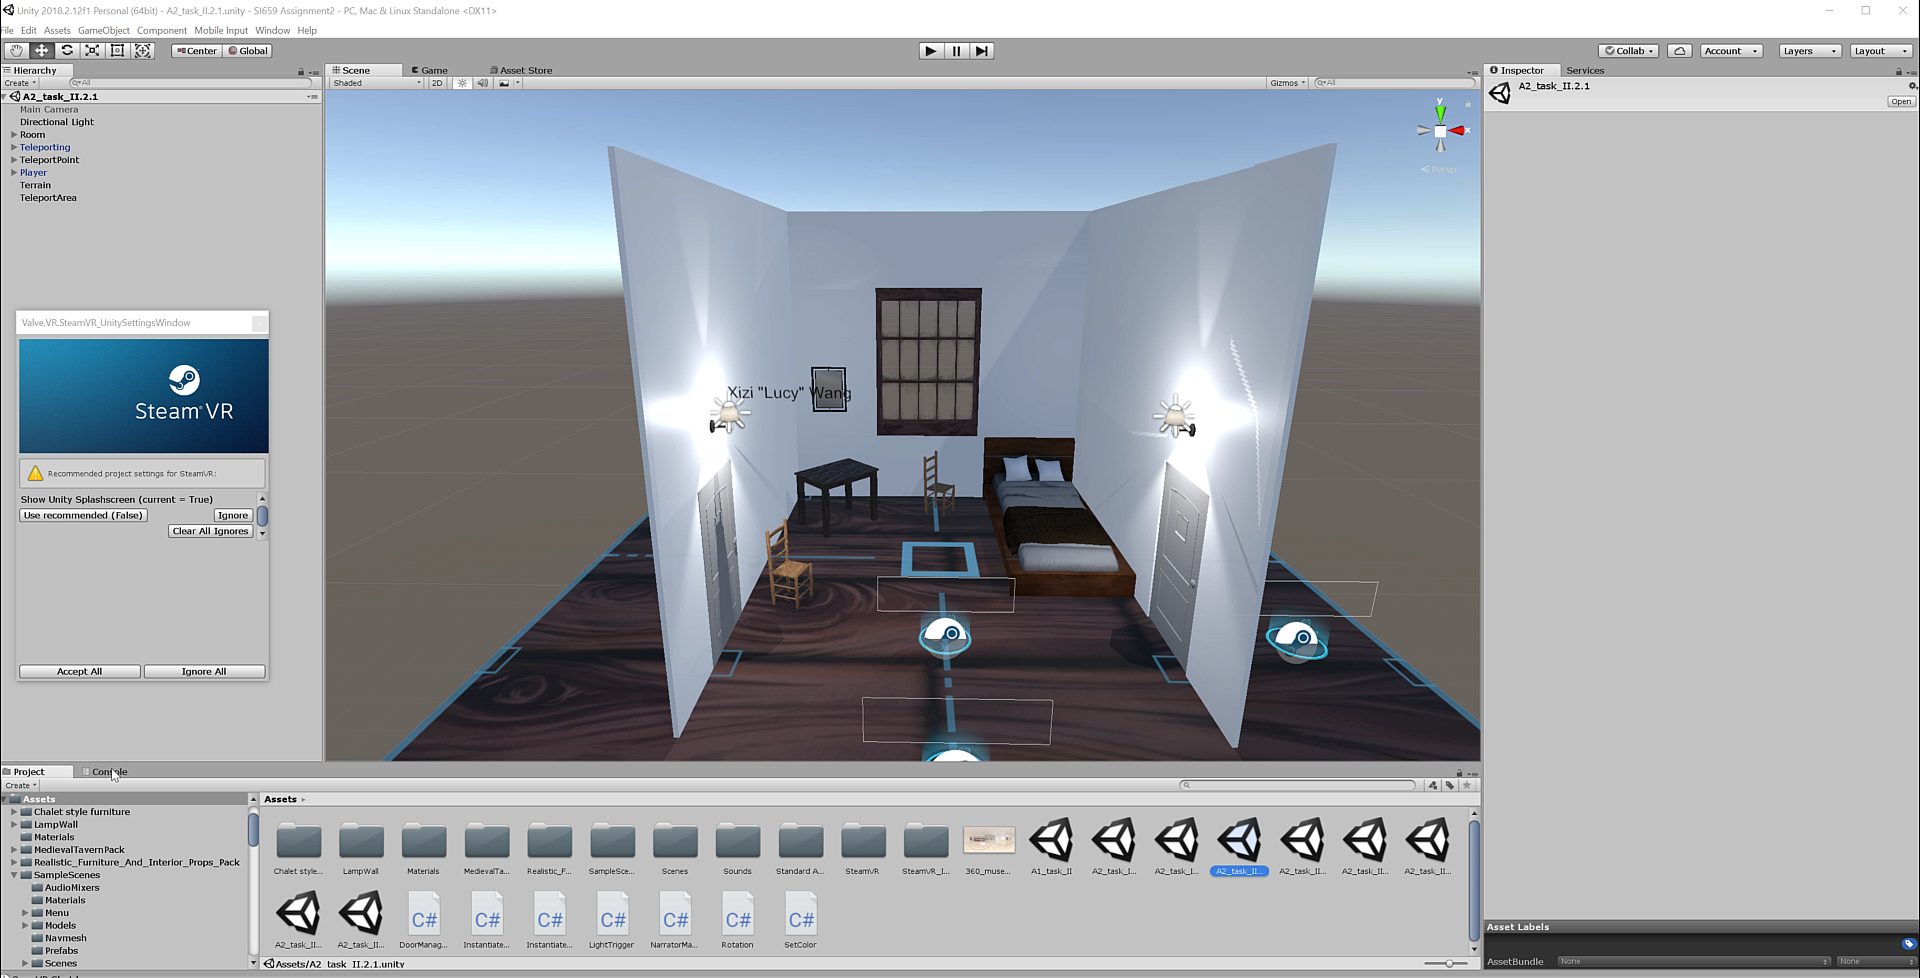 Unity 2018.2.12f1 Personal (64bit) - A2_task_II.2.1.unity - SI659 Assignment2 - PC, Mac & Linux Standalone <DX11>
File Edit Assets GameObject Component Mobile Input Window Help
Center Global Collab Account Layers Layout
Hierarchy Scene Game Asset Store Inspector Services
Create All Shaded 2D Gizmos All
A2_task_II.2.1
Main Camera
Directional Light
Room
Teleporting
TeleportPoint
Player
Terrain
TeleportArea
A2_task_II.2.1
Open
y
x
Persp
Xizi "Lucy" Wang
Valve.VR.SteamVR_UnitySettingsWindow
SteamVR
Recommended project settings for SteamVR:
Show Unity Splashscreen (current = True)
Use recommended (False) Ignore
Clear All Ignores
Accept All Ignore All
Project Console
Create
Assets
Chalet style furniture
LampWall
Materials
MedievalTavernPack
Realistic_Furniture_And_Interior_Props_Pack
SampleScenes
AudioMixers
Materials
Menu
Models
Navmesh
Prefabs
Scenes
Assets
Chalet style... LampWall Materials MedievalTa... Realistic_F... SampleSce... Scenes Sounds Standard A... SteamVR SteamVR_I... 360_muse... A1_task_II A2_task_I... A2_task_I... A2_task_II... A2_task_II... A2_task_II... A2_task_II...
C# C# C# C# C# C# C#
A2_task_II... A2_task_II... DoorManag... Instantiate... Instantiate... LightTrigger NarratorMa... Rotation SetColor
Assets/A2_task_II.2.1.unity
Asset Labels
AssetBundle None None